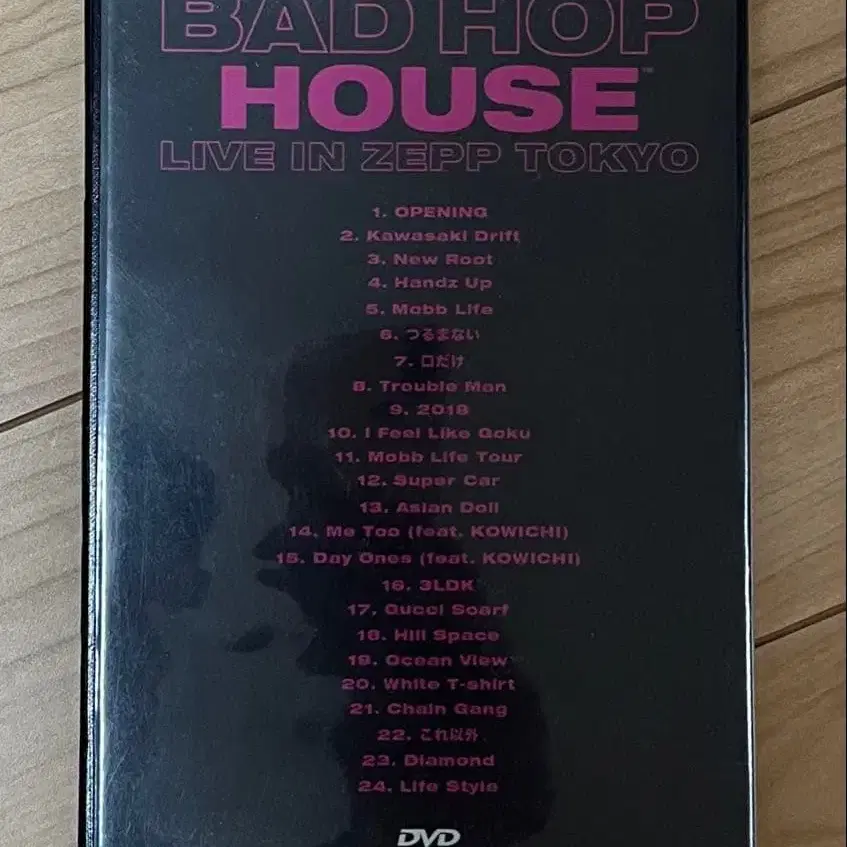 BAD HOP
HOUSE™
LIVE IN ZEPP TOKYO
1. OPENING
2. Kawasaki Drift
3. New Root
4. Handz Up
5. Mobb Life
6. つるまない
7. 口だけ
8. Trouble Man
9. 2018
10. I Feel Like Goku
11. Mobb Life Tour
12. Super Car
13. Asian Doll
14. Me Too (feat. KOWICHI)
15. Day Ones (feat. KOWICHI)
16. 3LDK
17. Gucci Scarf
18. Hill Space
19. Ocean View
20. White T-shirt
21. Chain Gang
22. これ以外
23. Diamond
24. Life Style
DVD